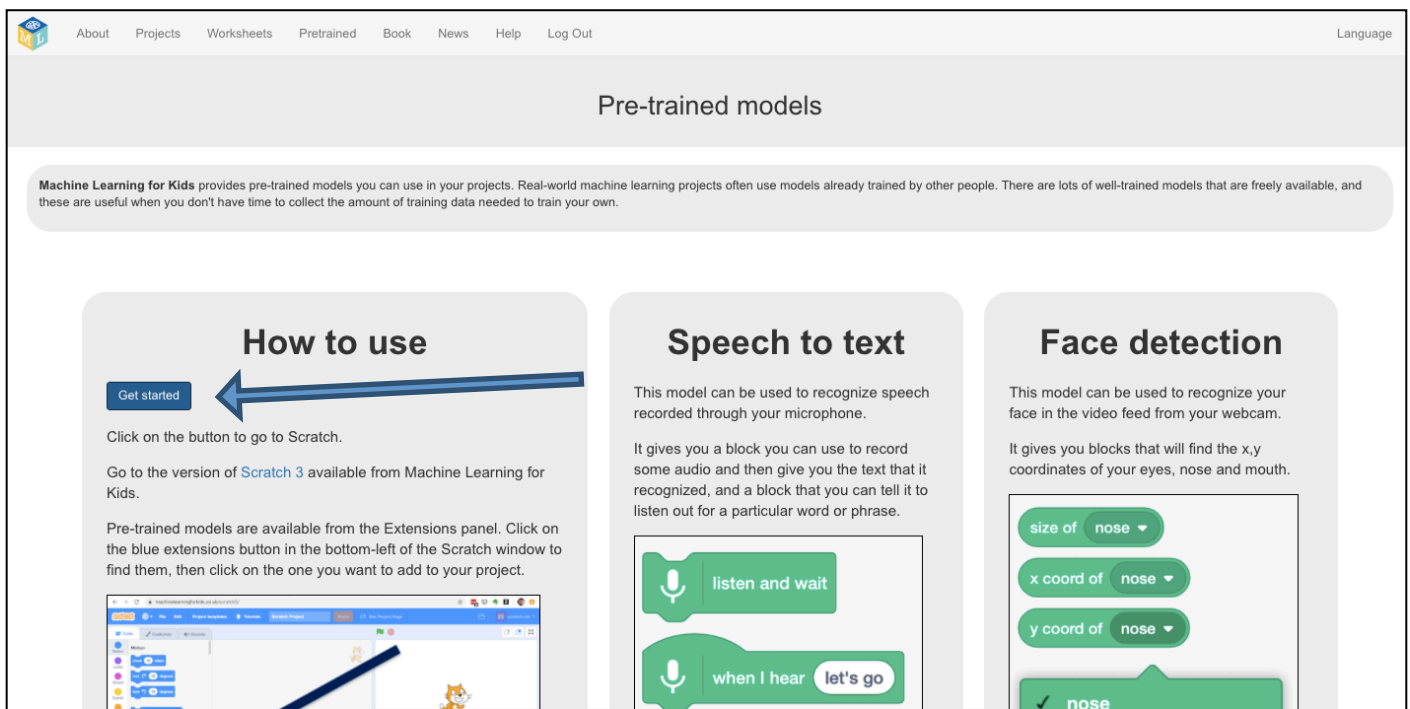 About Projects Worksheets Pretrained Book News Help Log Out Language
Pre-trained models
Machine Learning for Kids provides pre-trained models you can use in your projects. Real-world machine learning projects often use models already trained by other people. There are lots of well-trained models that are freely available, and
these are useful when you don't have time to collect the amount of training data needed to train your own.
How to use
Get started
Click on the button to go to Scratch.
Go to the version of Scratch 3 available from Machine Learning for
Kids.
Pre-trained models are available from the Extensions panel. Click on
the blue extensions button in the bottom-left of the Scratch window to
find them, then click on the one you want to add to your project.
Speech to text
This model can be used to recognize speech
recorded through your microphone.
It gives you a block you can use to record
some audio and then give you the text that it
recognized, and a block that you can tell it to
listen out for a particular word or phrase.
listen and wait
when I hear let's go
Face detection
This model can be used to recognize your
face in the video feed from your webcam.
It gives you blocks that will find the x,y
coordinates of your eyes, nose and mouth.
size of nose
x coord of nose
y coord of nose
✓ nose